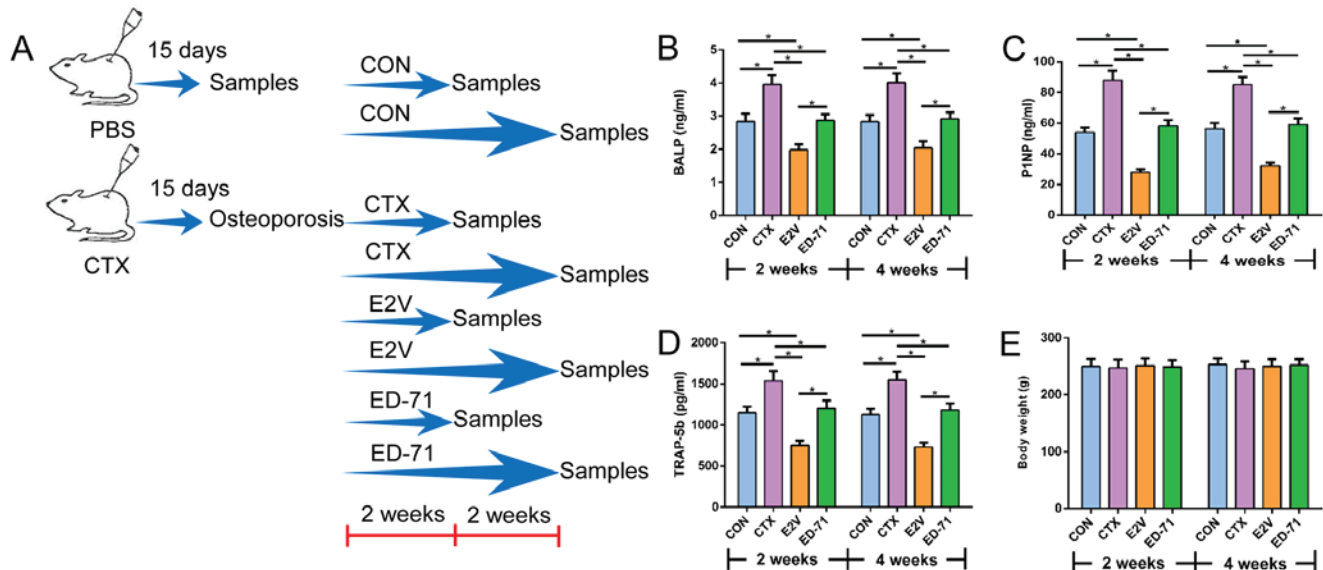 A
15 days
Samples
PBS
15 days
Osteoporosis
CTX
CON
Samples
CON
Samples
CTX
Samples
CTX
Samples
E2V
Samples
E2V
Samples
ED-71
Samples
ED-71
Samples
2 weeks 2 weeks
B
BALP (ng/ml)
5
4
3
2
1
0
* * * * * *
* * * * * *
CON CTX E2V ED-71 CON CTX E2V ED-71
2 weeks 4 weeks
C
P1NP (ng/ml)
100
80
60
40
20
0
* * * * * *
* * * * * *
CON CTX E2V ED-71 CON CTX E2V ED-71
2 weeks 4 weeks
D
TRAP-5b (pg/ml)
2000
1500
1000
500
0
* * * * * *
* * * * * *
CON CTX E2V ED-71 CON CTX E2V ED-71
2 weeks 4 weeks
E
Body weight (g)
300
200
100
0
CON CTX E2V ED-71 CON CTX E2V ED-71
2 weeks 4 weeks